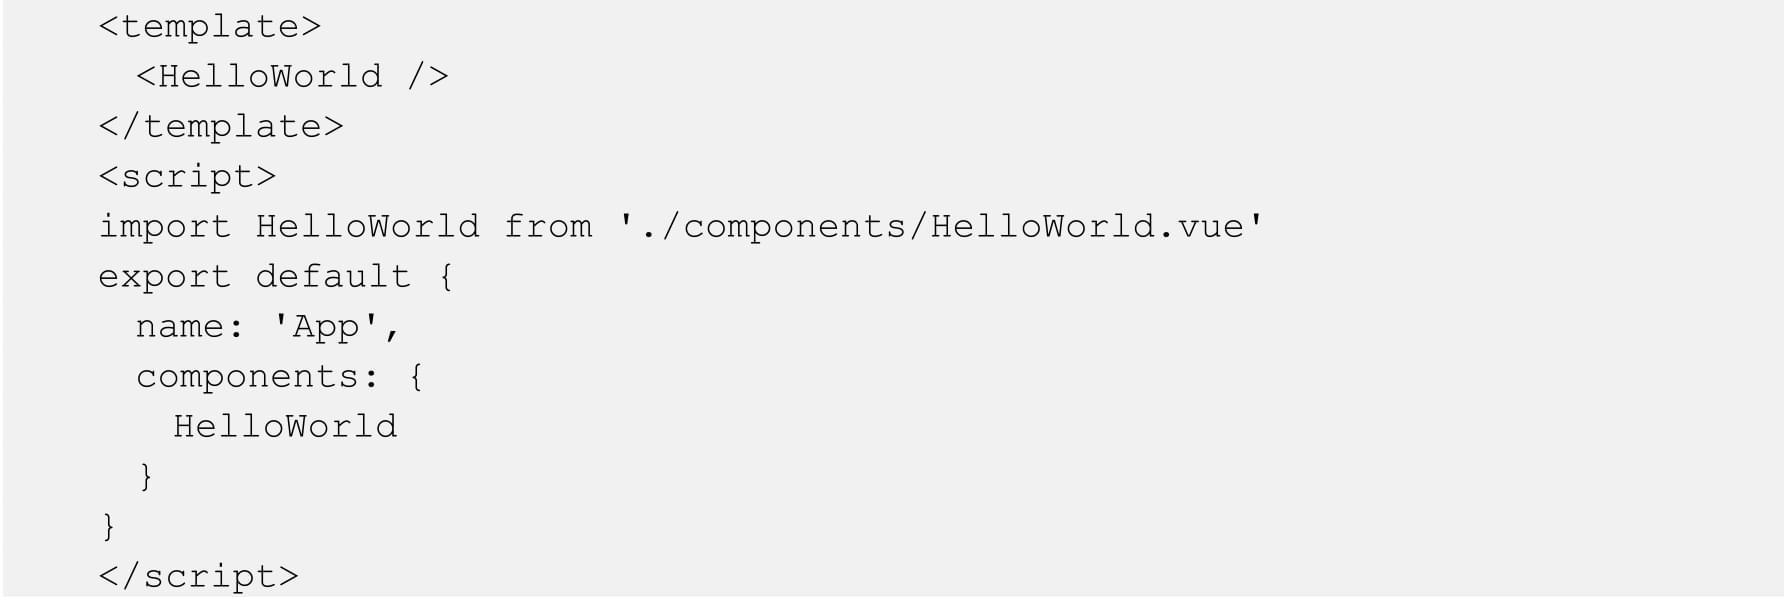 <template>
  <HelloWorld />
</template>
<script>
import HelloWorld from './components/HelloWorld.vue'
export default {
  name: 'App',
  components: {
    HelloWorld
  }
}
</script>